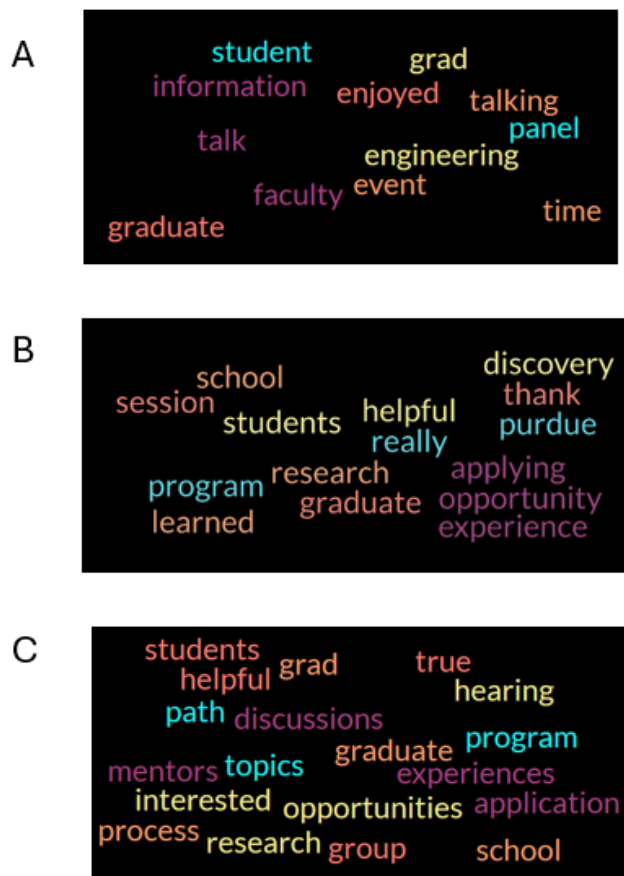 A
student
grad
information
enjoyed
talking
panel
talk
engineering
event
faculty
time
graduate
B
discovery
school
thank
session
helpful
students
purdue
really
applying
research
program
opportunity
graduate
learned
experience
C
students
grad
true
helpful
hearing
path
discussions
program
graduate
mentors
topics
experiences
interested
opportunities
application
process
research
group
school